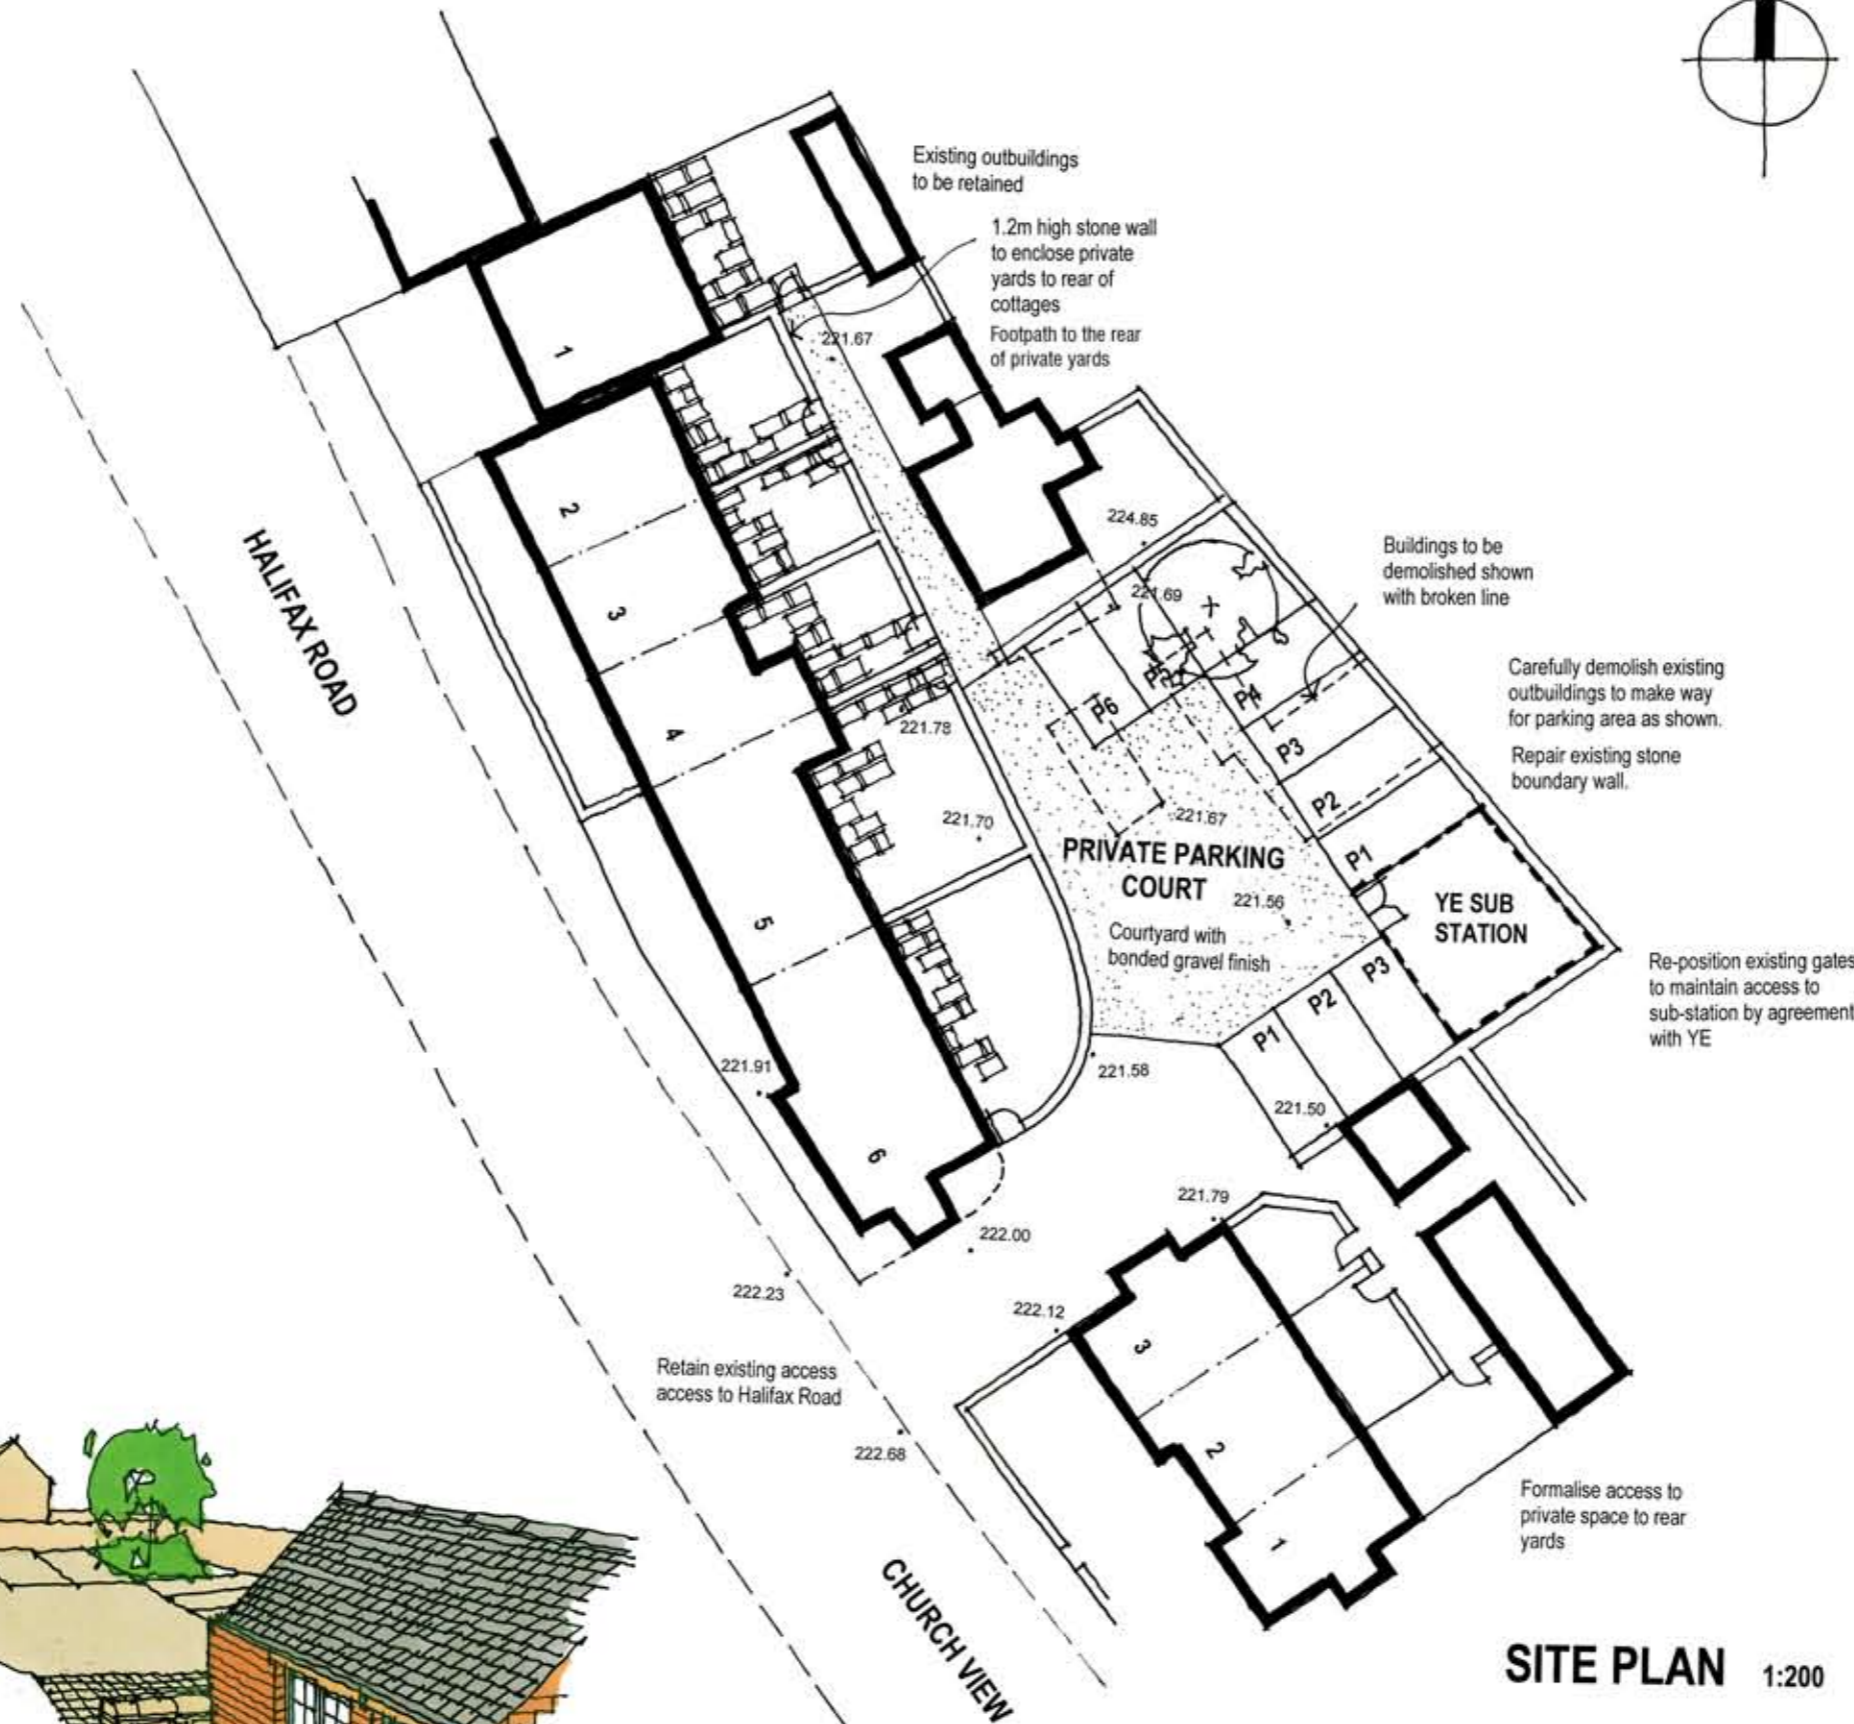 Existing outbuildings
to be retained
1.2m high stone wall
to enclose private
yards to rear of
cottages
Footpath to the rear
of private yards
221.67
1
2
3
4
5
6
HALIFAX ROAD
224.85
221.69
Buildings to be
demolished shown
with broken line
Carefully demolish existing
outbuildings to make way
for parking area as shown.
Repair existing stone
boundary wall.
P6
P5
P4
P3
P2
P1
221.78
221.70
221.67
PRIVATE PARKING
COURT
221.56
Courtyard with
bonded gravel finish
YE SUB
STATION
Re-position existing gates
to maintain access to
sub-station by agreement
with YE
P1
P2
P3
221.91
221.58
221.50
221.79
222.00
222.23
222.12
Retain existing access
access to Halifax Road
222.68
3
2
1
Formalise access to
private space to rear
yards
CHURCH VIEW
SITE PLAN 1:200